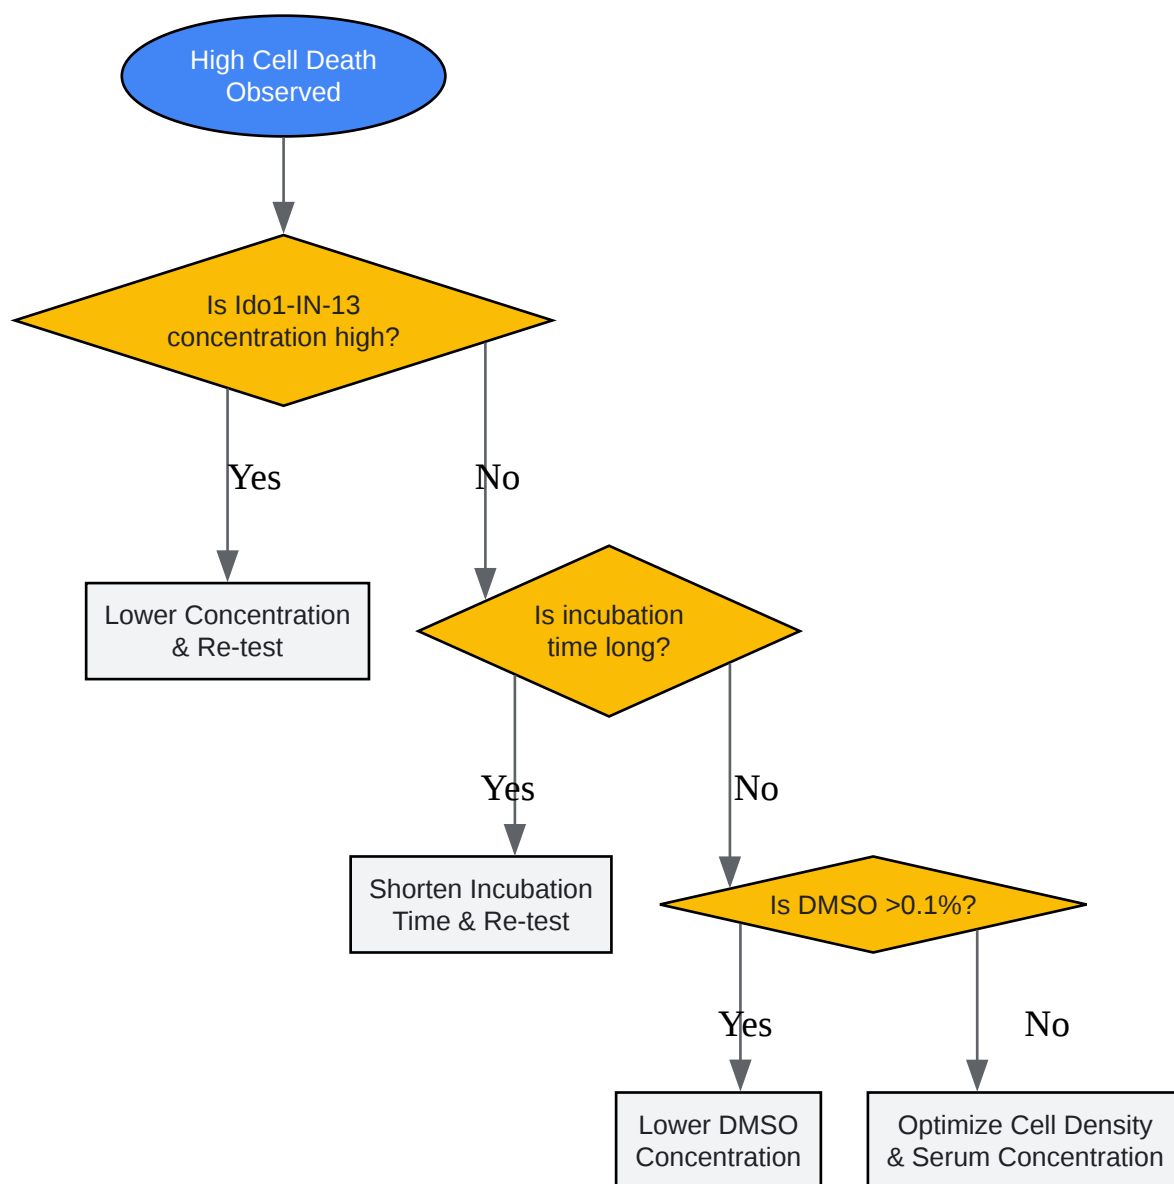 High Cell Death
Observed
Is Ido1-IN-13
concentration high?
Yes
No
Lower Concentration
& Re-test
Is incubation
time long?
Yes
No
Shorten Incubation
Time & Re-test
Is DMSO >0.1%?
Yes
No
Lower DMSO
Concentration
Optimize Cell Density
& Serum Concentration